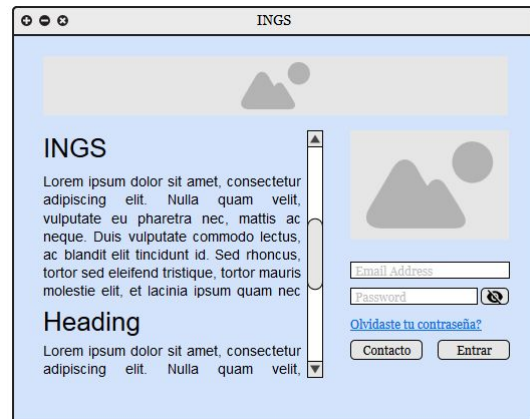 INGS
INGS
Lorem ipsum dolor sit amet, consectetur
adipiscing elit. Nulla quam velit,
vulputate eu pharetra nec, mattis ac
neque. Duis vulputate commodo lectus,
ac blandit elit tincidunt id. Sed rhoncus,
tortor sed eleifend tristique, tortor mauris
molestie elit, et lacinia ipsum quam nec
Heading
Lorem ipsum dolor sit amet, consectetur
adipiscing elit. Nulla quam velit,
Email Address
Password
Olvidaste tu contraseña?
Contacto
Entrar